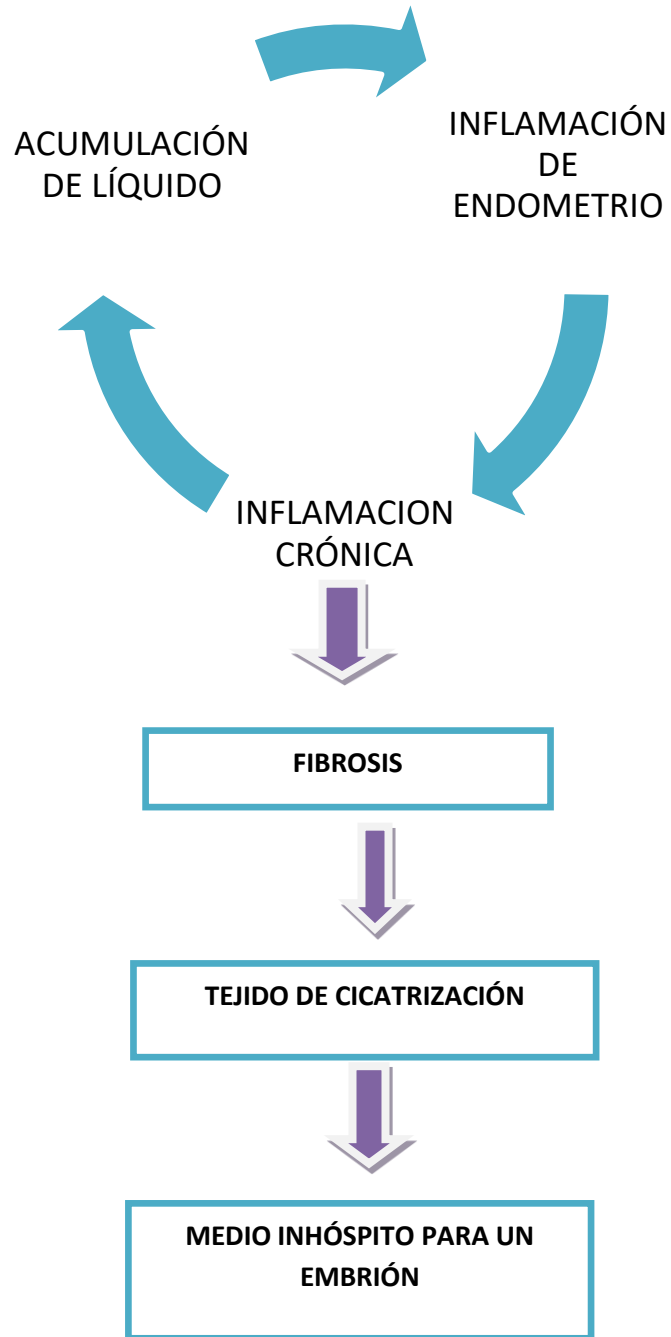 ACUMULACIÓN
DE LÍQUIDO
INFLAMACIÓN
DE
ENDOMETRIO
INFLAMACION
CRÓNICA
FIBROSIS
TEJIDO DE CICATRIZACIÓN
MEDIO INHÓSPITO PARA UN
EMBRIÓN